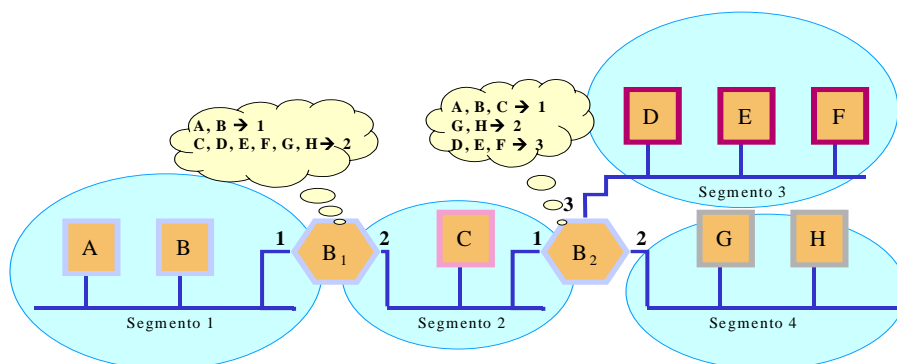 A, B → 1
C, D, E, F, G, H → 2
A, B, C → 1
G, H → 2
D, E, F → 3
D
E
F
Segmento 3
3
A
B
1
B1
2
C
1
B2
2
G
H
Segmento 1
Segmento 2
Segmento 4